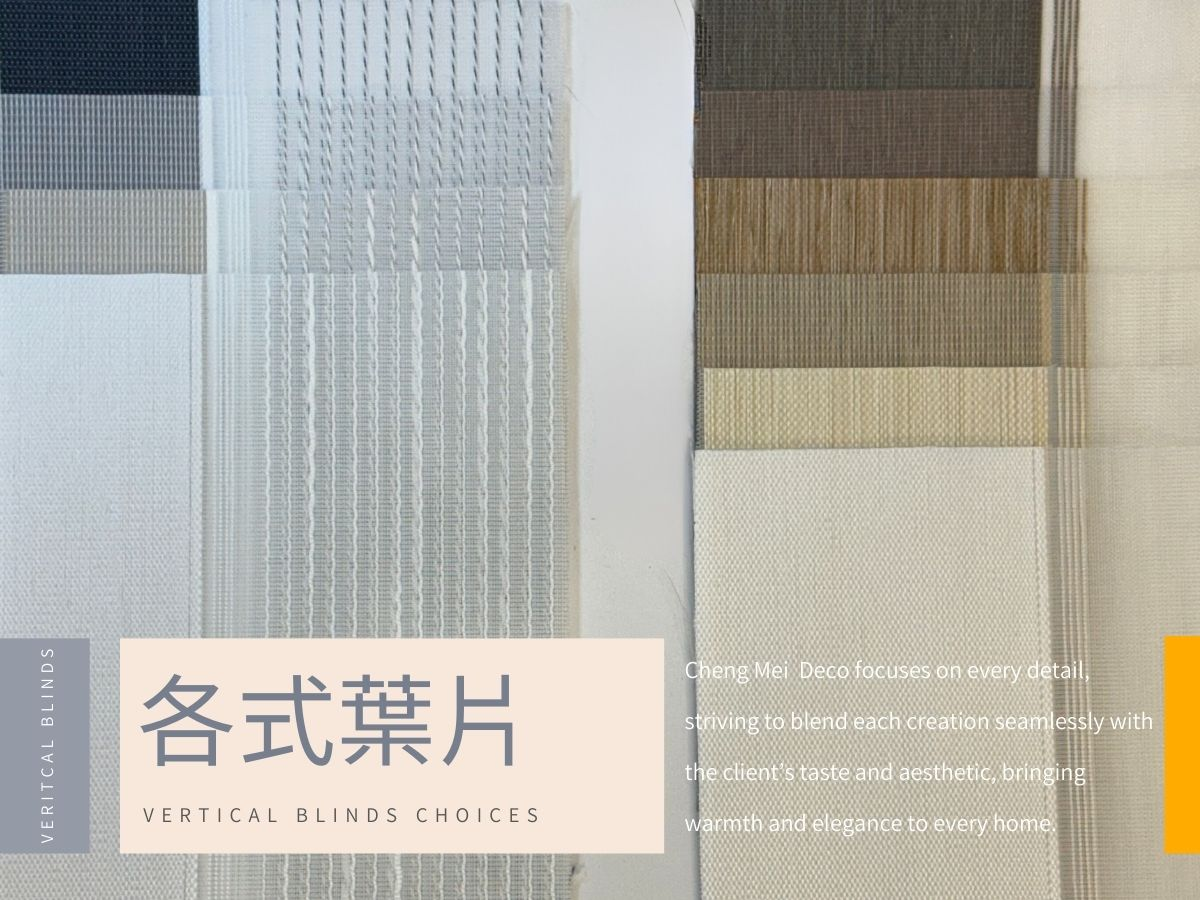 VERITCAL BLINDS
各式葉片
VERTICAL BLINDS CHOICES
Cheng Mei Deco focuses on every detail,
striving to blend each creation seamlessly with
the client’s taste and aesthetic, bringing
warmth and elegance to every home.